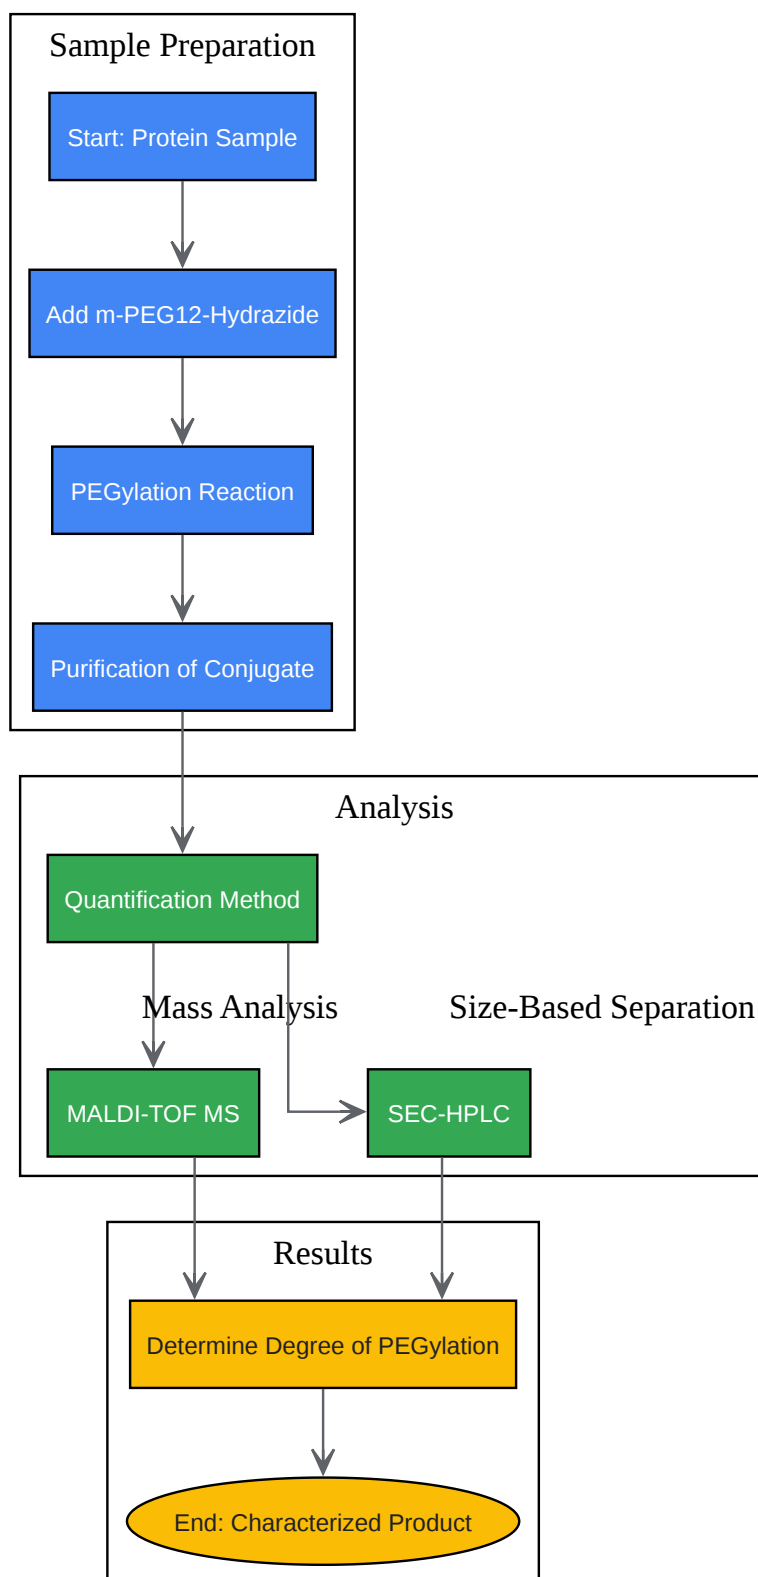 Sample Preparation
Start: Protein Sample
Add m-PEG12-Hydrazide
PEGylation Reaction
Purification of Conjugate
Analysis
Quantification Method
Mass Analysis
Size-Based Separation
MALDI-TOF MS
SEC-HPLC
Results
Determine Degree of PEGylation
End: Characterized Product